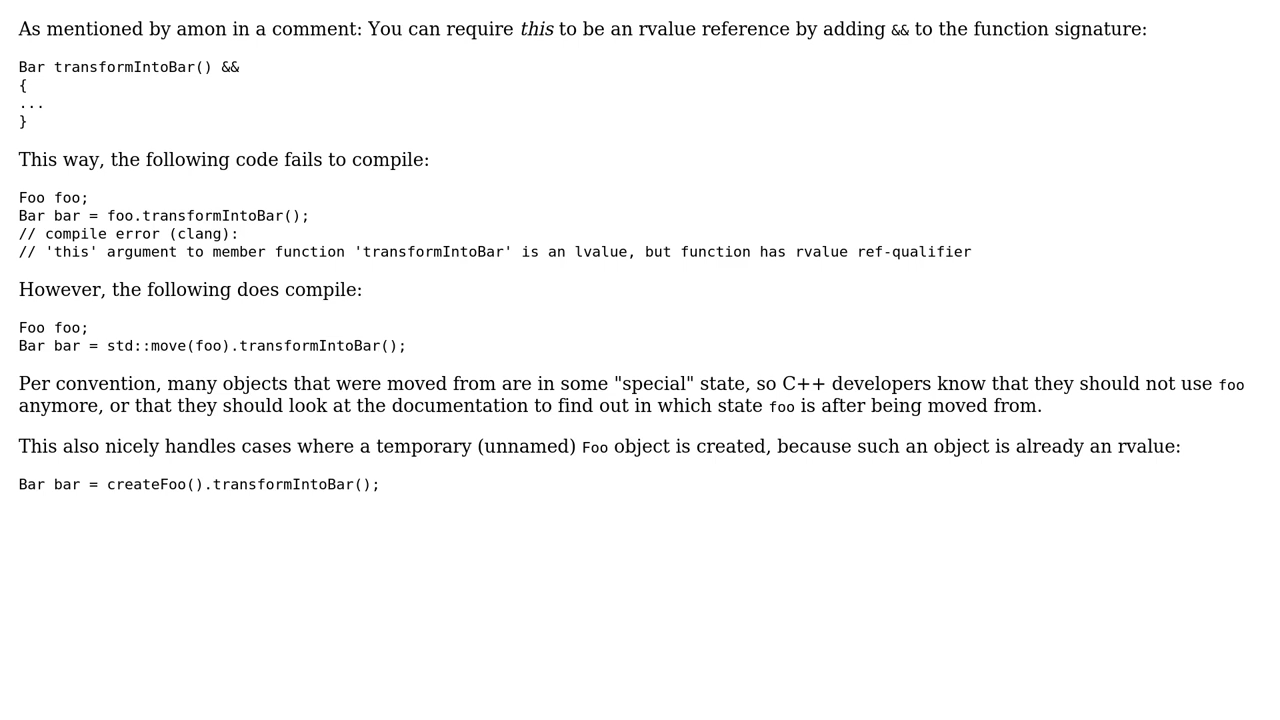 As mentioned by amon in a comment: You can require this to be an rvalue reference by adding && to the function signature:
Bar transformIntoBar() &&
{
...
}
This way, the following code fails to compile:
Foo foo;
Bar bar = foo.transformIntoBar();
// compile error (clang):
// 'this' argument to member function 'transformIntoBar' is an lvalue, but function has rvalue ref-qualifier
However, the following does compile:
Foo foo;
Bar bar = std::move(foo).transformIntoBar();
Per convention, many objects that were moved from are in some "special" state, so C++ developers know that they should not use foo
anymore, or that they should look at the documentation to find out in which state foo is after being moved from.
This also nicely handles cases where a temporary (unnamed) Foo object is created, because such an object is already an rvalue:
Bar bar = createFoo().transformIntoBar();